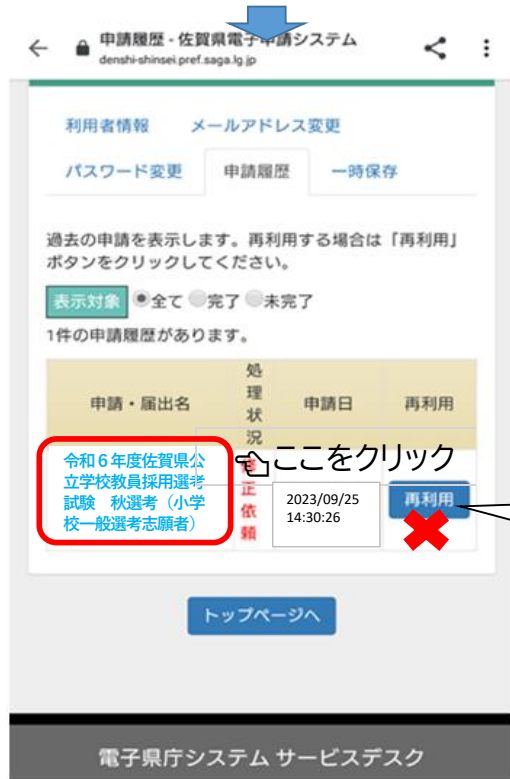 申請履歴 - 佐賀県電子申請システム
denshi-shinsei.pref.saga.lg.jp
利用者情報 メールアドレス変更
パスワード変更 申請履歴 一時保存
過去の申請を表示します。再利用する場合は「再利用」
ボタンをクリックしてください。
表示対象 全て 完了 未完了
1件の申請履歴があります。
申請・届出名 処理状況 申請日 再利用
令和6年度佐賀県公
立学校教員採用選考
試験 秋選考（小学
校一般選考志願者）
修正依頼
ここをクリック
2023/09/25
14:30:26
再利用
トップページへ
電子県庁システム サービスデスク